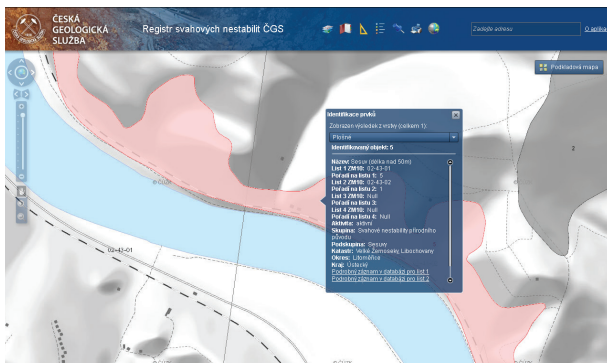 ČESKÁ
GEOLOGICKÁ
SLUŽBA
Registr svahových nestabilit ČGS
Zadejte adresu
O aplika
Podkladová mapa
Identifikace prvků
Zobrazen výsledek z vrstvy (celkem 1):
Plošné
Identifikovaný objekt: 5
Název: Sesuv (délka nad 50m)
List 1 ZM10: 02-43-01
Pořadí na listu 1: 5
List 2 ZM10: 02-43-02
Pořadí na listu 2: 1
List 3 ZM10: Null
Pořadí na listu 3:
List 4 ZM10: Null
Pořadí na listu 4: Null
Aktivita: aktivní
Skupina: Svahové nestability přírodního
původu
Podskupina: Sesuvy
Katastr: Velké Žernoseky, Libochovany
Okres: Litoměřice
Kraj: Ústecký
Podrobný záznam v databázi pro list 1
Podrobný záznam v databázi pro list 2
2
© ČÚZK
02-43-01